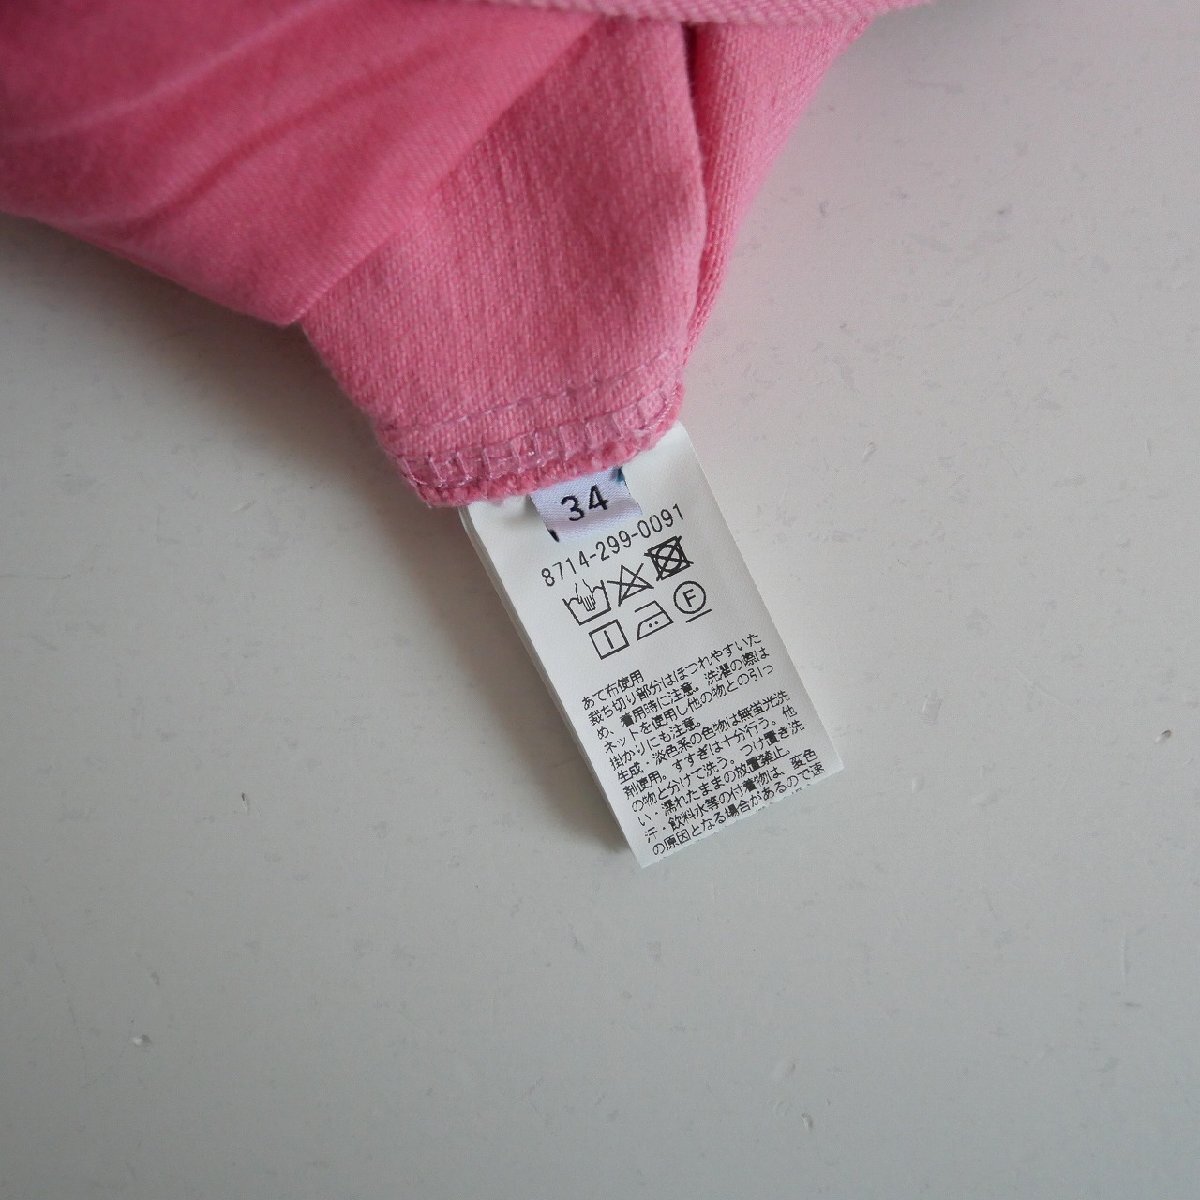 34
8714-299-0091
F
あて布使用
裁ち切り部分はほつれやすいた
め、着用時に注意。洗濯の際は
ネットを使用し他の物との引っ
掛かりにも注意。
生成・淡色系の色物は無蛍光洗
剤使用。すすぎは十分行う。他
の物と分けて洗う。つけ置き洗
い・濡れたままの放置禁止。
汗・飲料水等の付着物は、変色
の原因となる場合があるので速